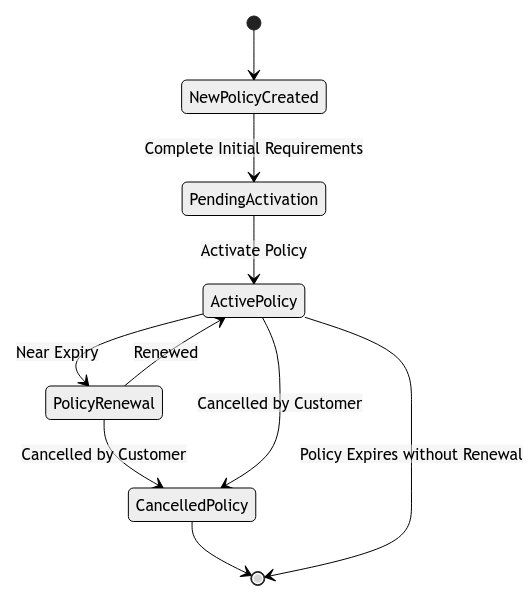 NewPolicyCreated
Complete Initial Requirements
PendingActivation
Activate Policy
ActivePolicy
Near Expiry
Renewed
PolicyRenewal
Cancelled by Customer
Cancelled by Customer
Policy Expires without Renewal
CancelledPolicy